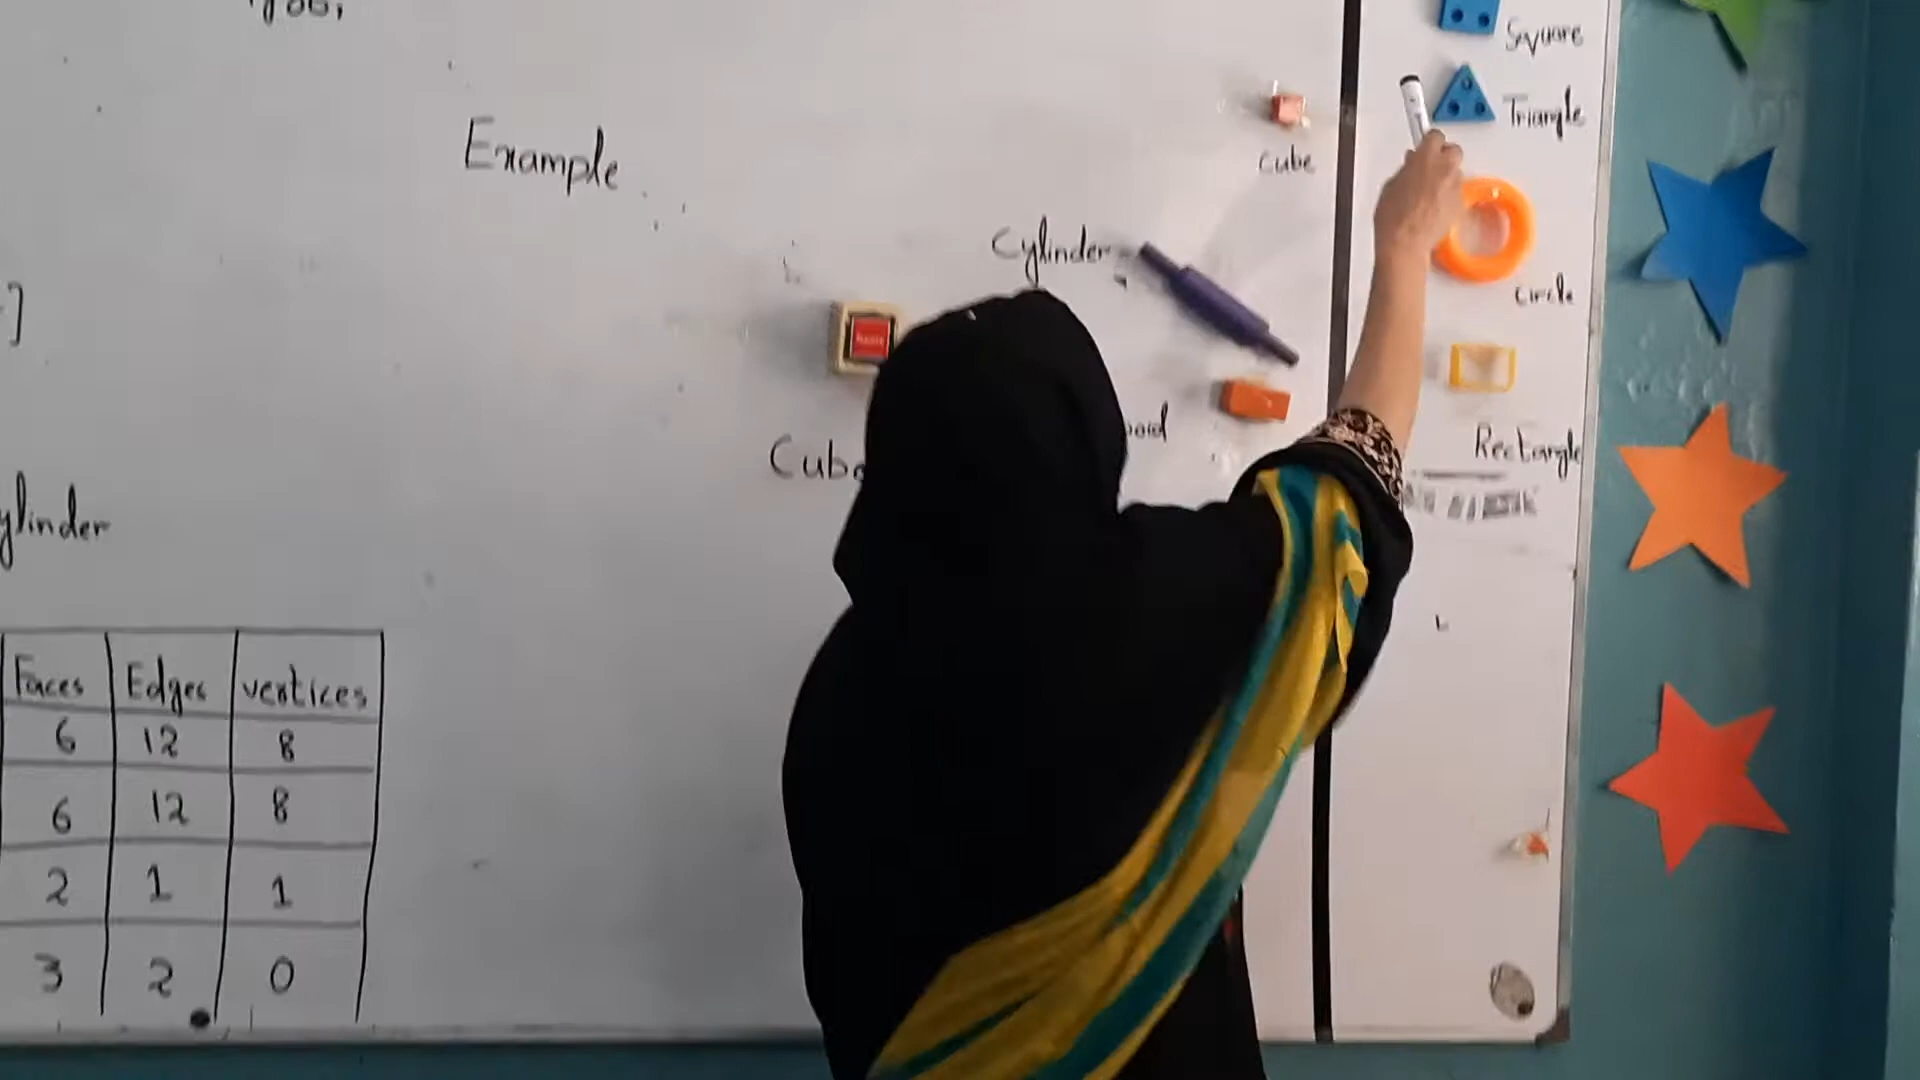 Example
Cylinder
Cube
ylinder
Faces Edges vertices
6 12 8
6 12 8
2 1 1
3 2 0
cube
oid
Square
Triangle
Circle
Rectangle